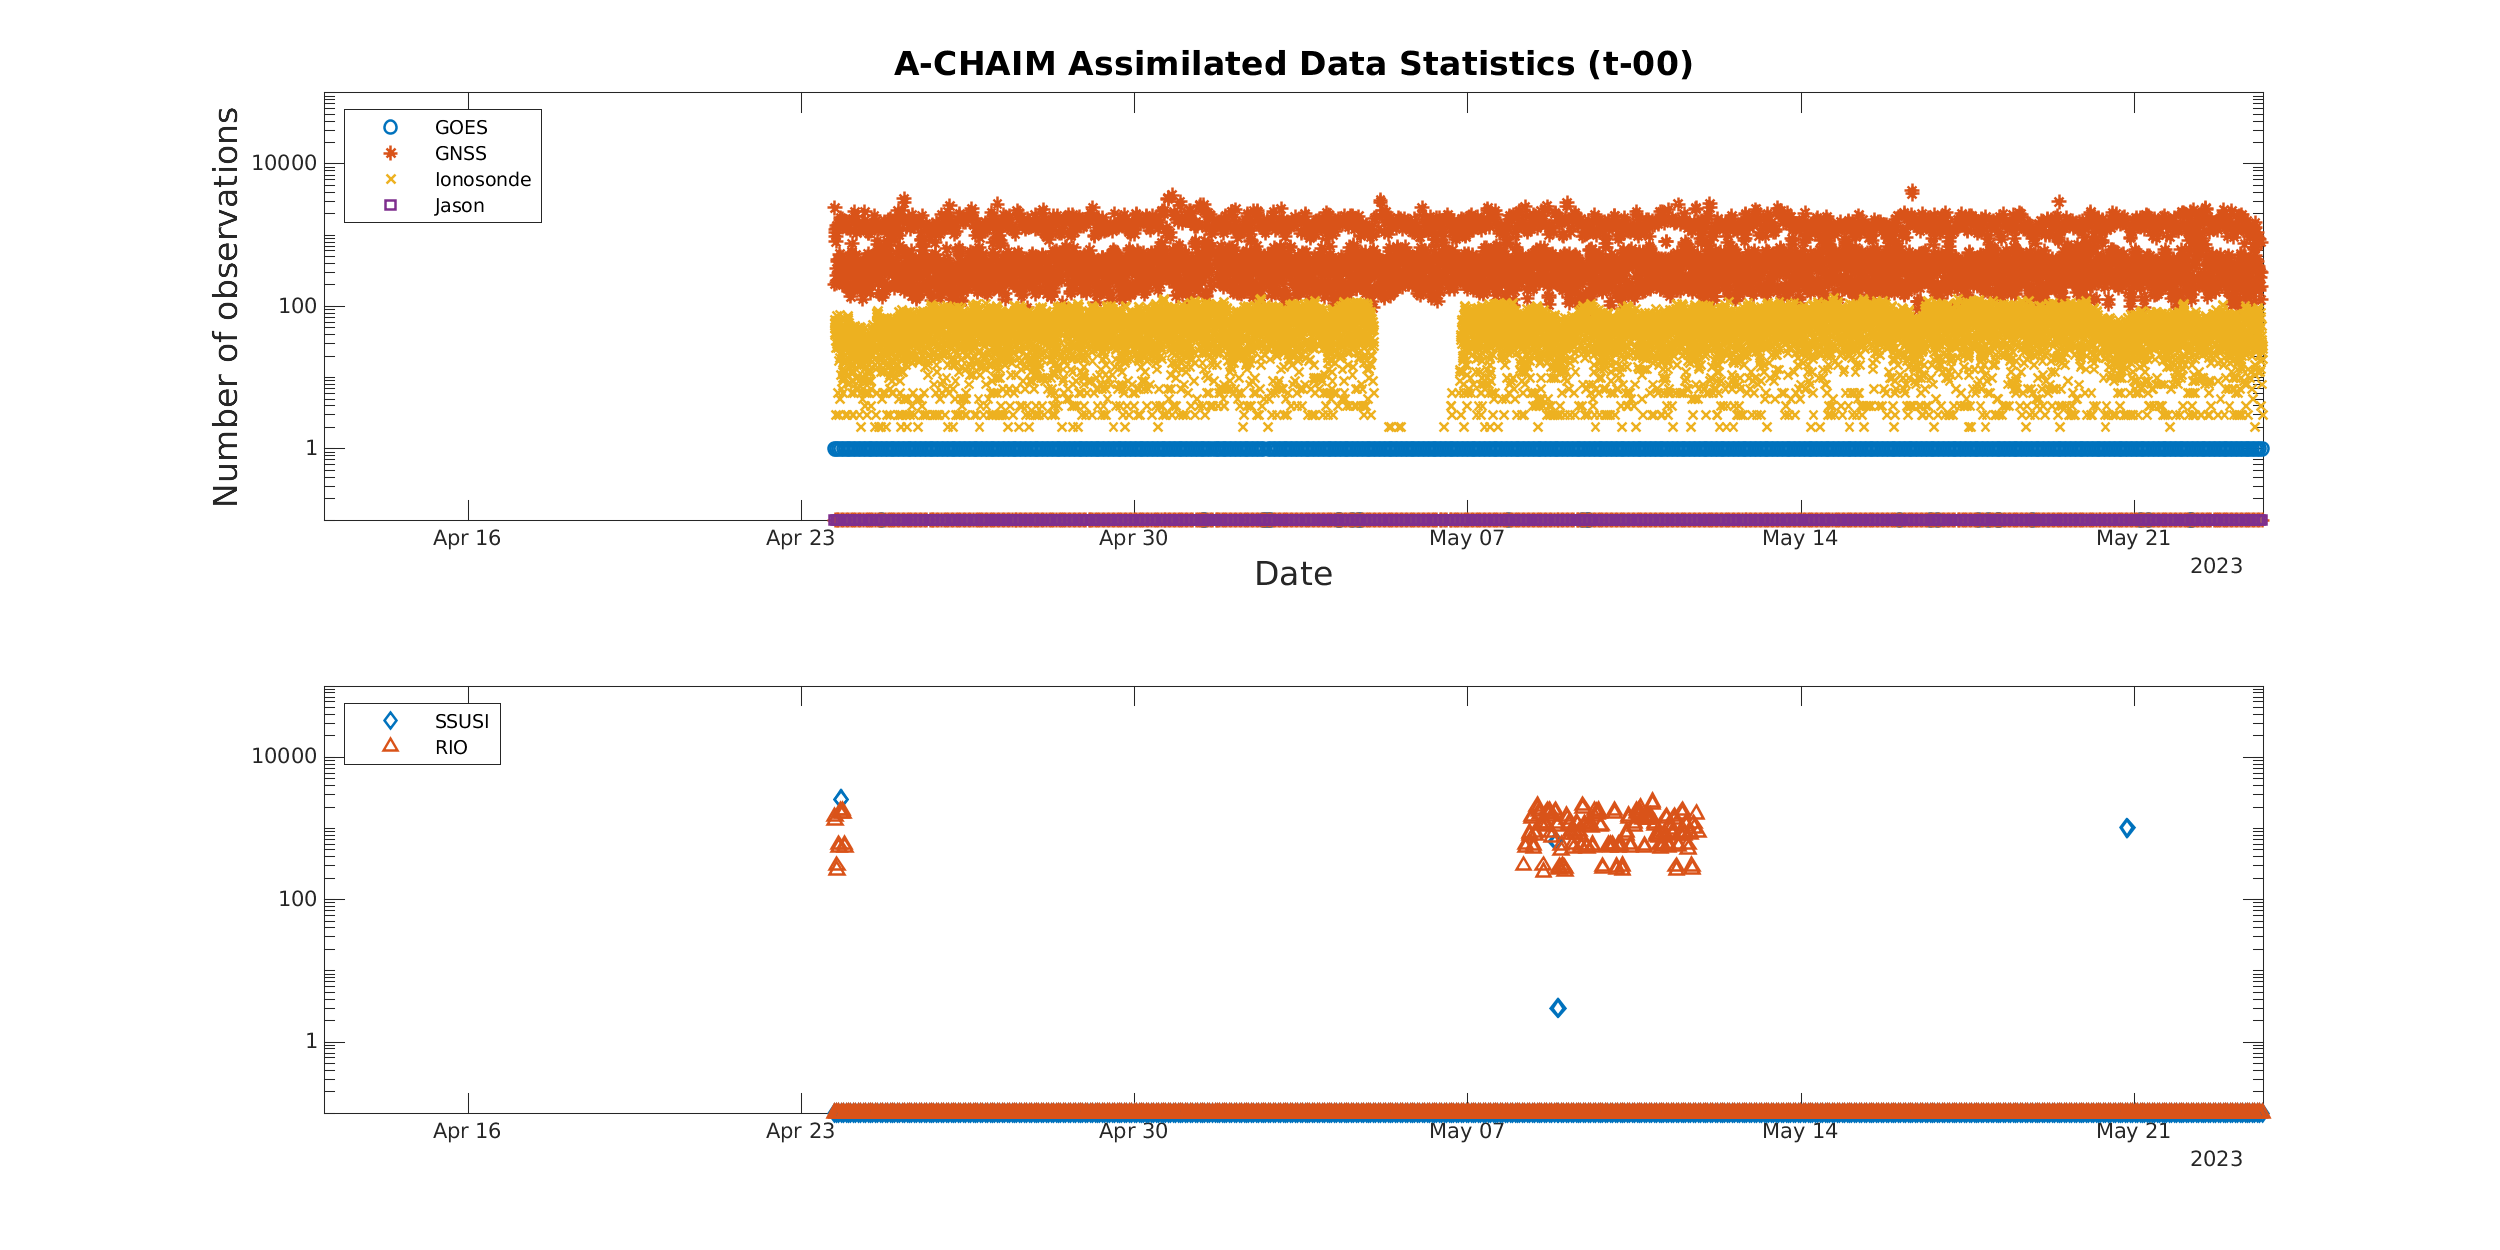 A-CHAIM Assimilated Data Statistics (t-00)
Number of observations
10000
100
1
GOES
GNSS
Ionosonde
Jason
Apr 16 Apr 23 Apr 30 May 07 May 14 May 21
2023
Date
10000
100
1
SSUSI
RIO
Apr 16 Apr 23 Apr 30 May 07 May 14 May 21
2023